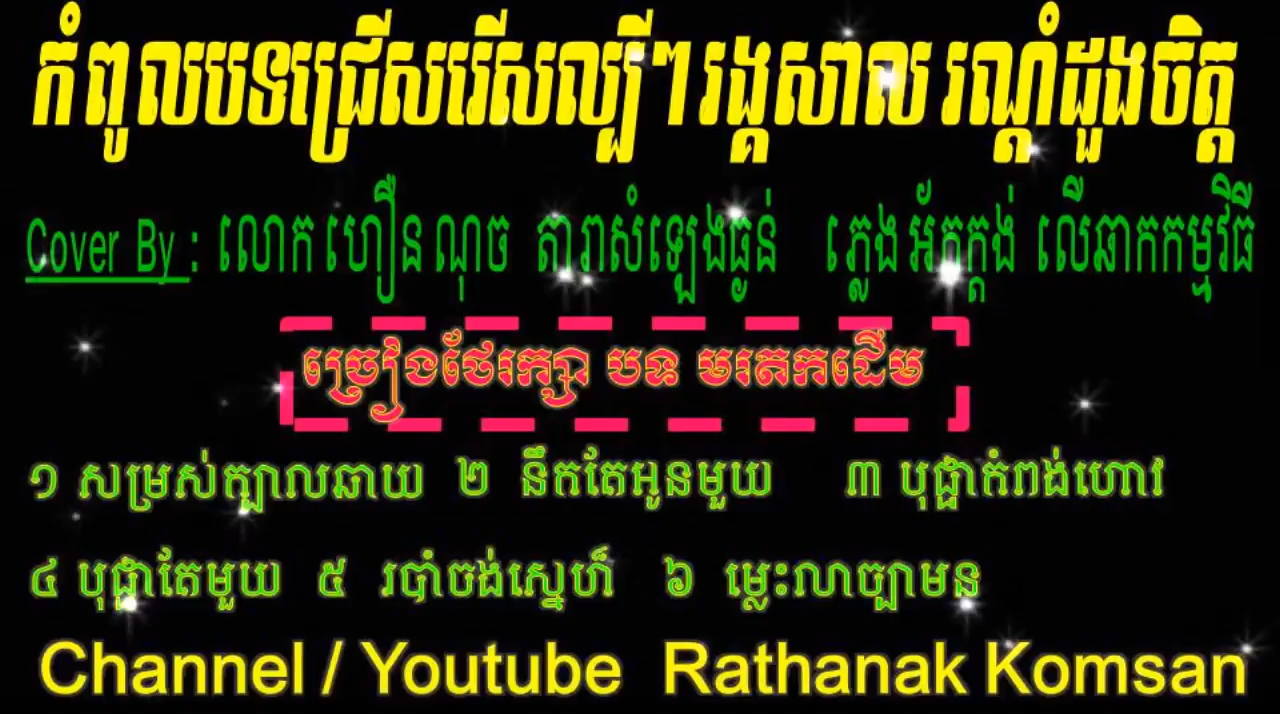 កំពូលបទជ្រើសរើសល្បីៗ រង្គសាល រណ្ដំដួងចិត្ត
Cover By : លោក ហឿន ណុច តារាសំឡេងធ្ងន់ ភ្លេង អ័តក្តង់ លើឆាកកម្មវិធី
ច្រៀងថែរក្សា បទ មរតកដើម
១ សម្រស់ក្បាលឆាយ ២ នឹកតែអូនមួយ ៣ បុផ្ផាកំពង់ហោវ
៤ បុផ្ផាតែមួយ ៥ របាំចង់ស្នេហ៍ ៦ ម្លេះលាច្បាមន
Channel / Youtube Rathanak Komsan